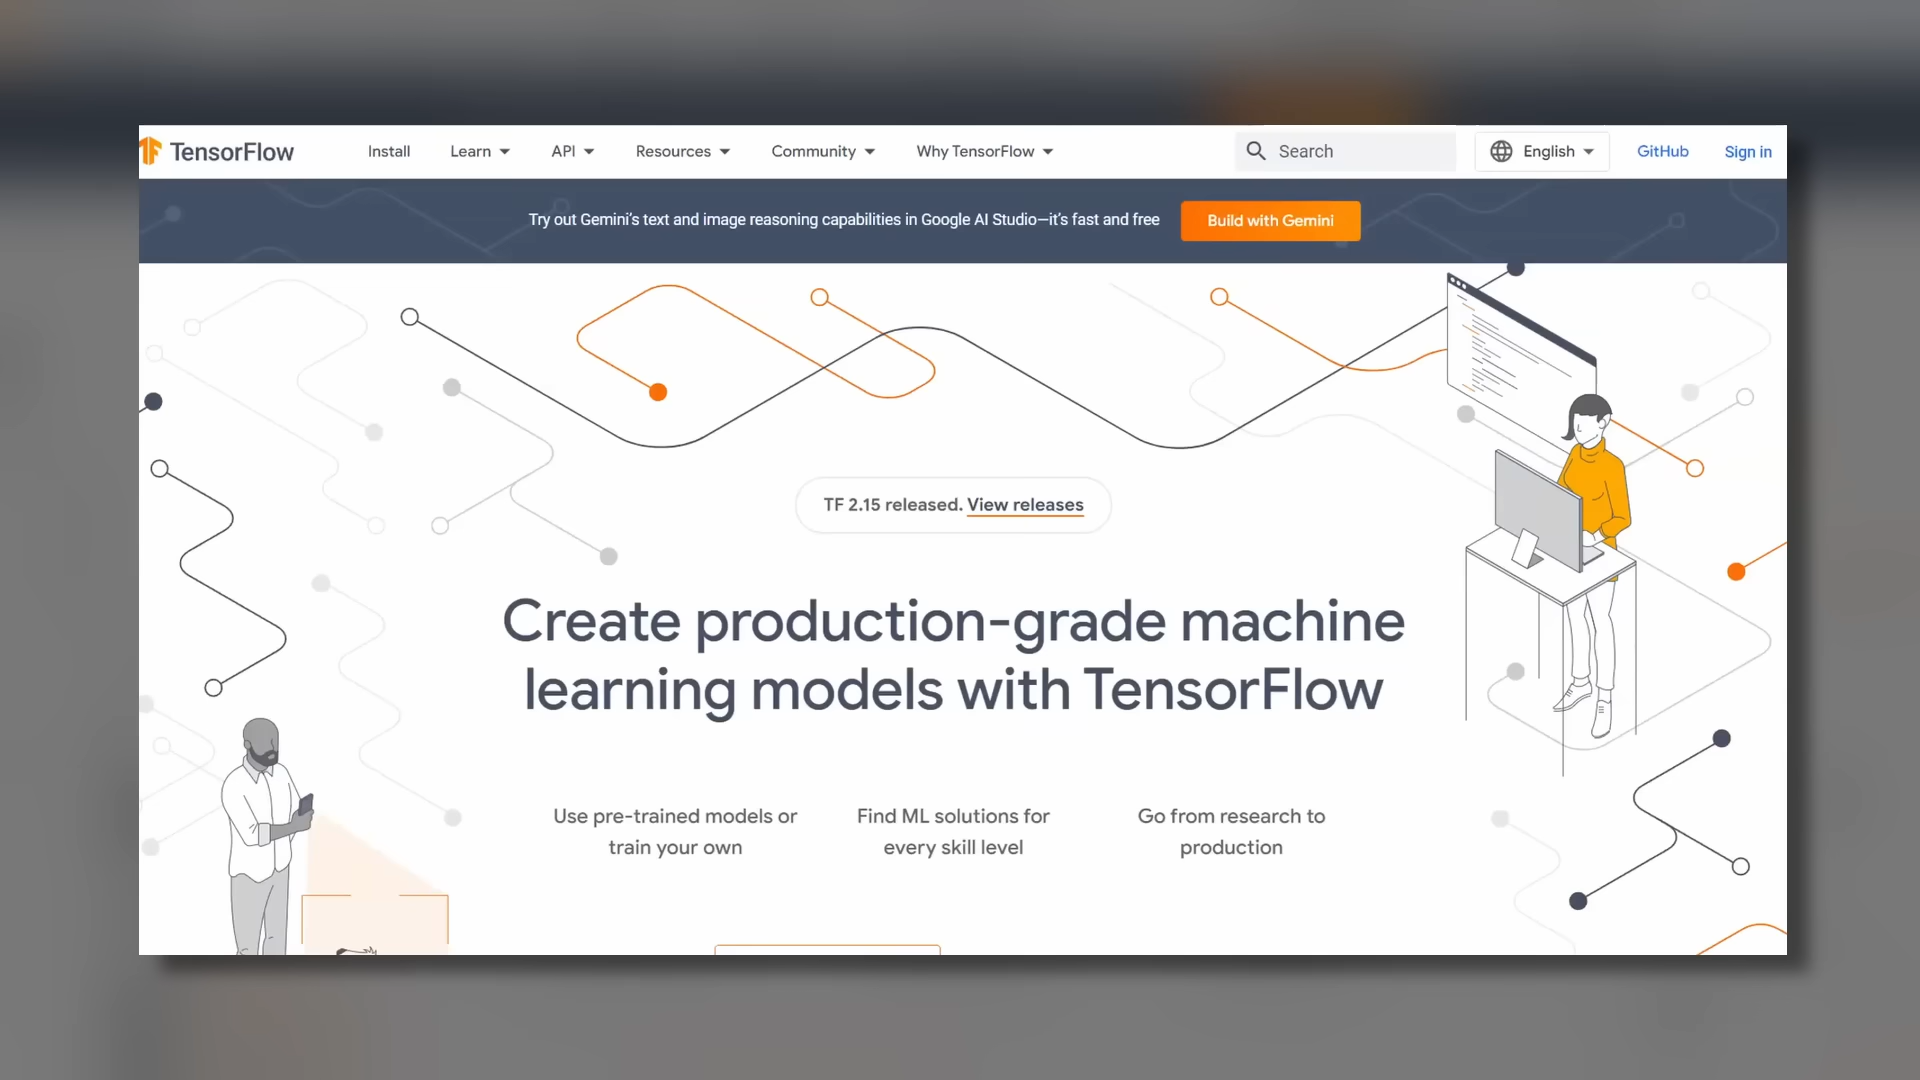 TensorFlow Install Learn API Resources Community Why TensorFlow Search English GitHub Sign in
Try out Gemini's text and image reasoning capabilities in Google AI Studio—it's fast and free Build with Gemini
TF 2.15 released. View releases
Create production-grade machine
learning models with TensorFlow
Use pre-trained models or
train your own
Find ML solutions for
every skill level
Go from research to
production